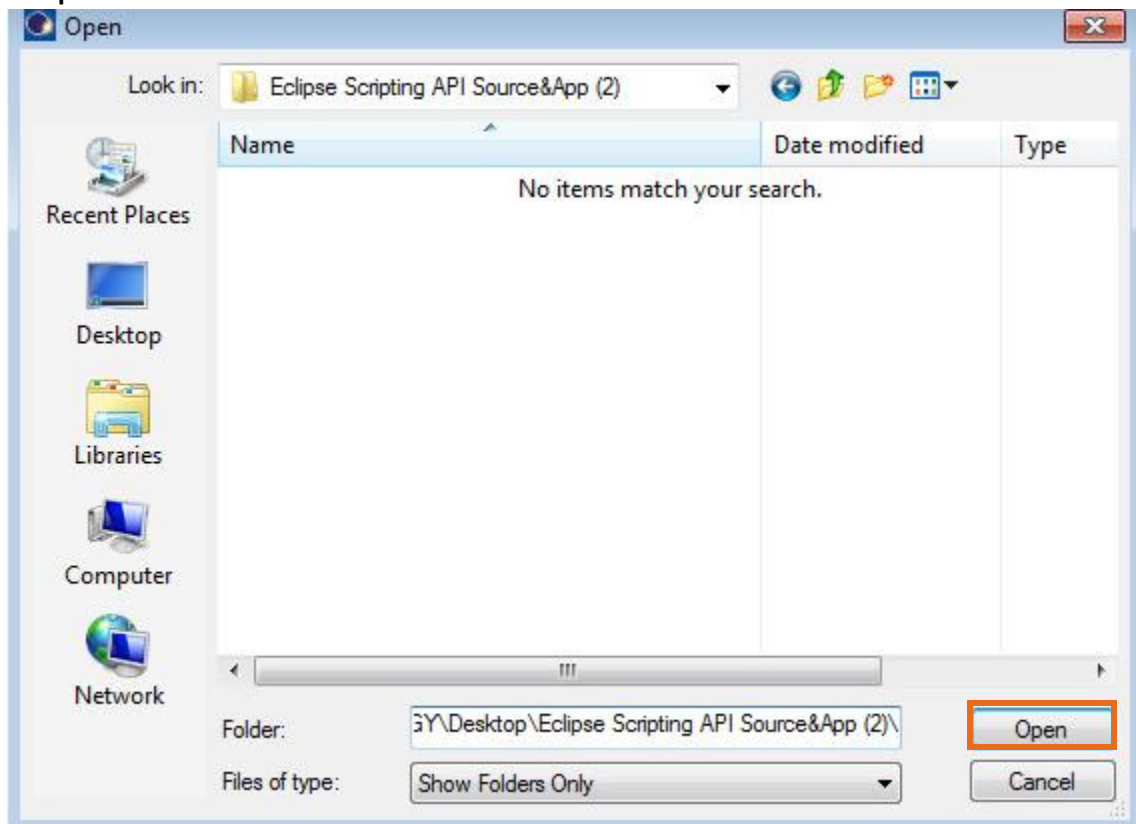 Open
Look in:
Eclipse Scripting API Source&App (2)
Name
Date modified
Type
No items match your search.
Recent Places
Desktop
Libraries
Computer
Network
Folder:
GY\Desktop\Eclipse Scripting API Source&App (2)\
Open
Files of type:
Show Folders Only
Cancel